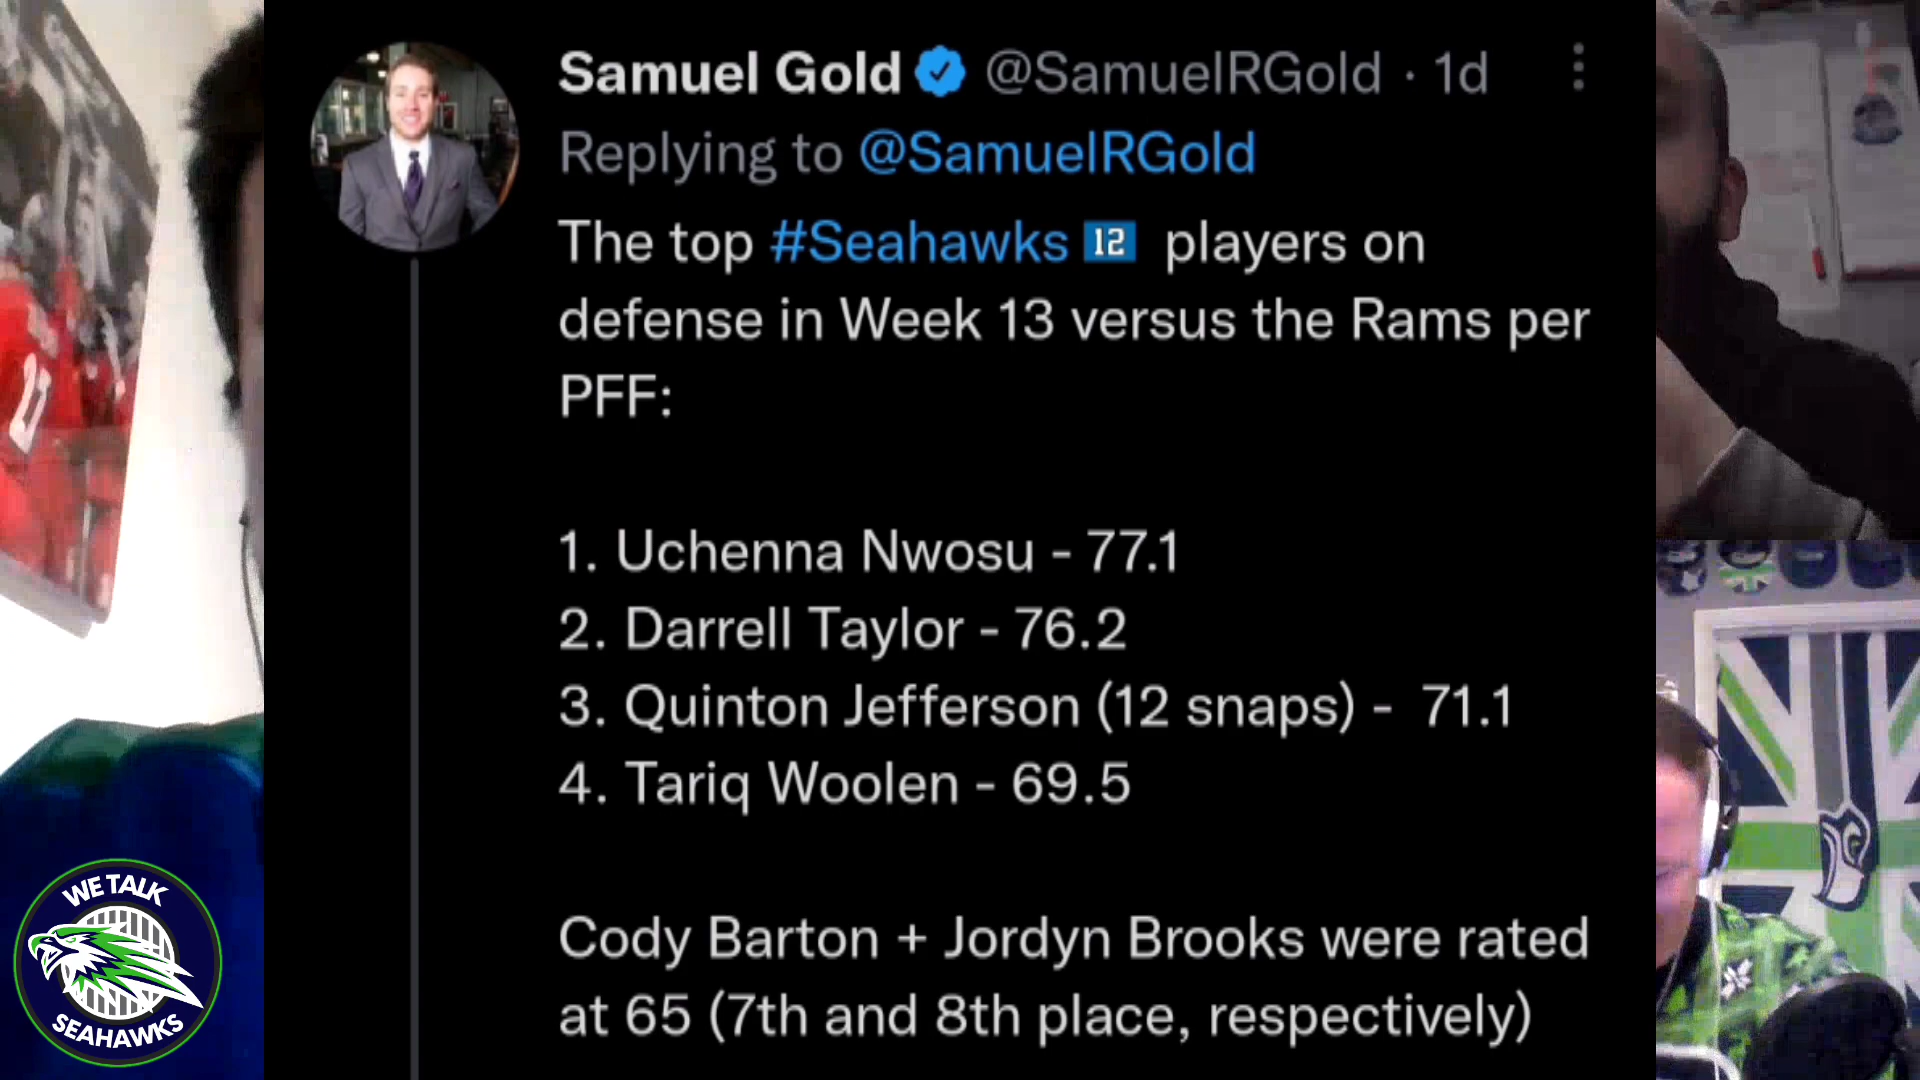 Samuel Gold @SamuelRGold · 1d
Replying to @SamuelRGold
The top #Seahawks 12 players on
defense in Week 13 versus the Rams per
PFF:
1. Uchenna Nwosu - 77.1
2. Darrell Taylor - 76.2
3. Quinton Jefferson (12 snaps) - 71.1
4. Tariq Woolen - 69.5
Cody Barton + Jordyn Brooks were rated
at 65 (7th and 8th place, respectively)
WE TALK
SEAHAWKS